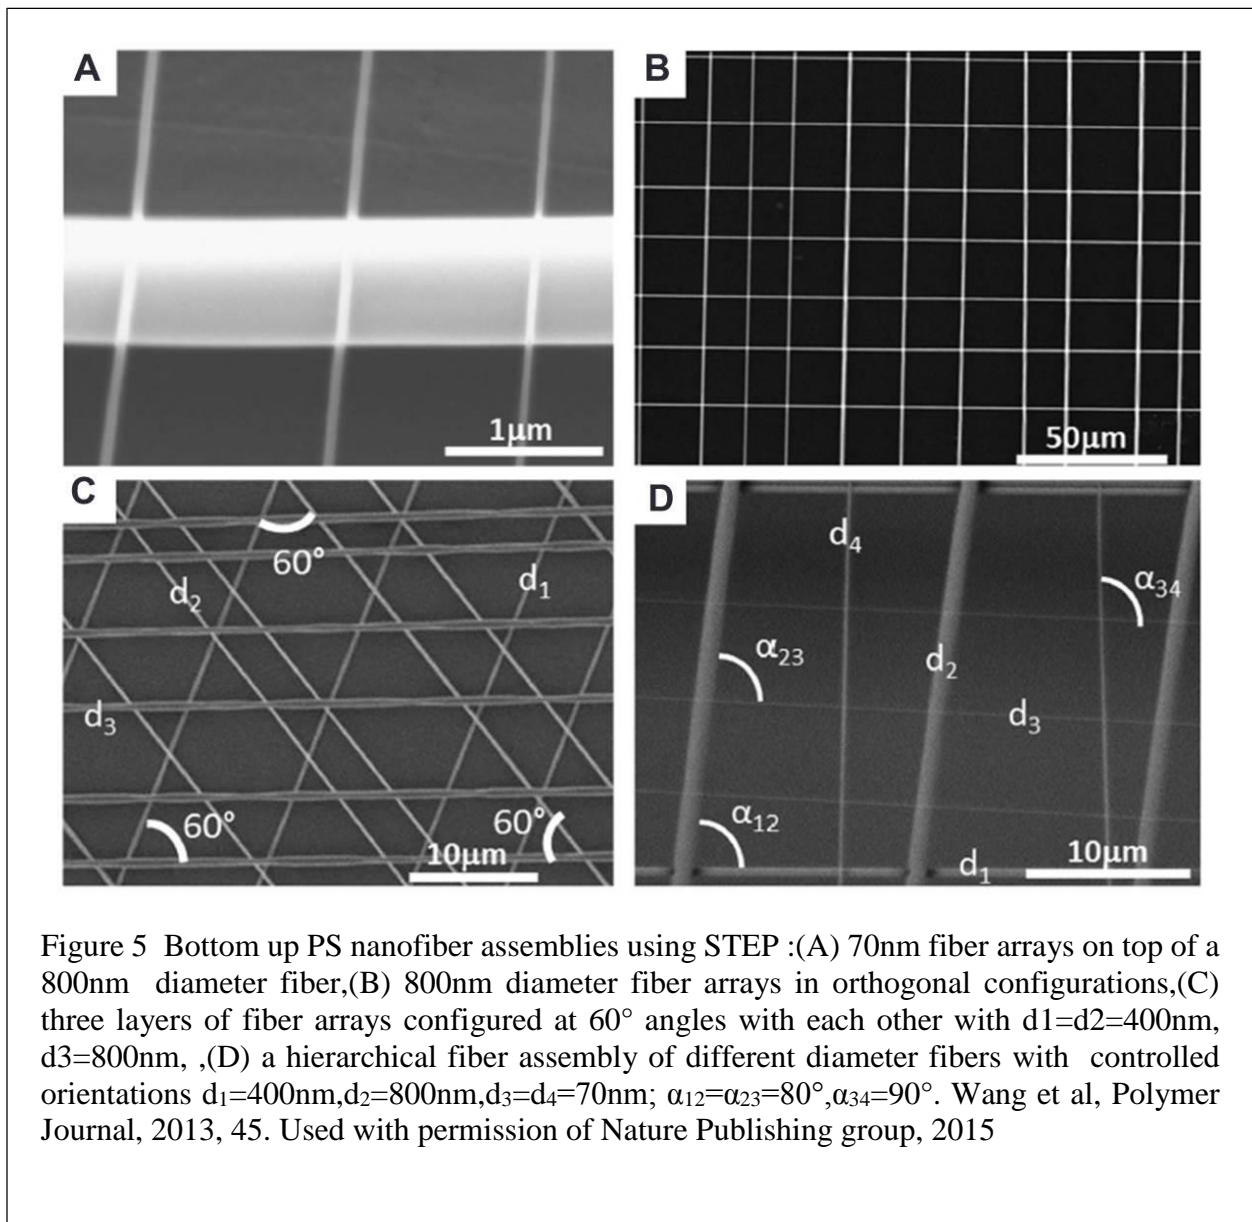 A
1µm
B
50µm
C
60°
d2
d1
d3
60°
60°
10µm
D
d4
α34
α23
d2
d3
α12
d1
10µm
Figure 5  Bottom up PS nanofiber assemblies using STEP :(A) 70nm fiber arrays on top of a
800nm  diameter fiber,(B) 800nm diameter fiber arrays in orthogonal configurations,(C)
three layers of fiber arrays configured at 60° angles with each other with d1=d2=400nm,
d3=800nm, ,(D) a hierarchical fiber assembly of different diameter fibers with  controlled
orientations d1=400nm,d2=800nm,d3=d4=70nm; α12=α23=80°,α34=90°. Wang et al, Polymer
Journal, 2013, 45. Used with permission of Nature Publishing group, 2015